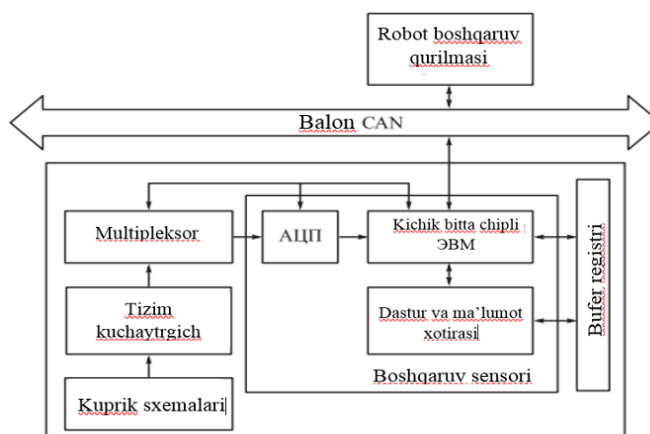 Robot boshqaruv
qurilmasi
Balon CAN
Multipleksor
АЦП
Kichik bitta chipli
ЭВМ
Bufer registri
Tizim
kuchaytrgich
Dastur va ma’lumot
xotirasi
Boshqaruv sensori
Kuprik sxemalari